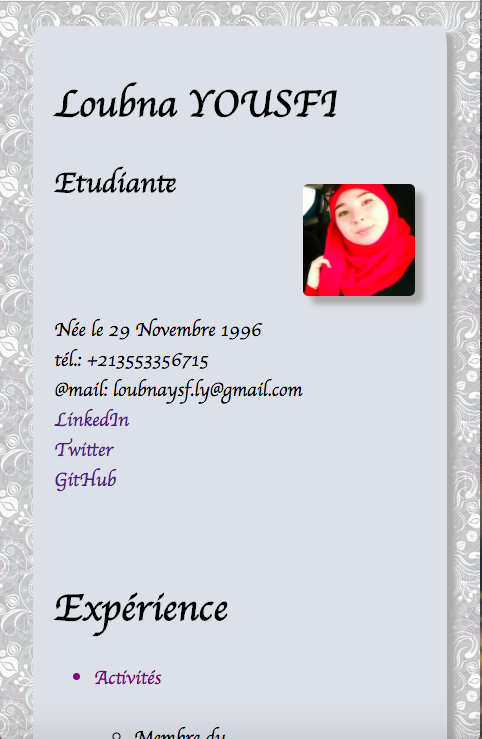 Loubna YOUSFI
Etudiante
Née le 29 Novembre 1996
tél.: +213553356715
@mail: loubnaysf.ly@gmail.com
LinkedIn
Twitter
GitHub
Expérience
Activités
Membre du